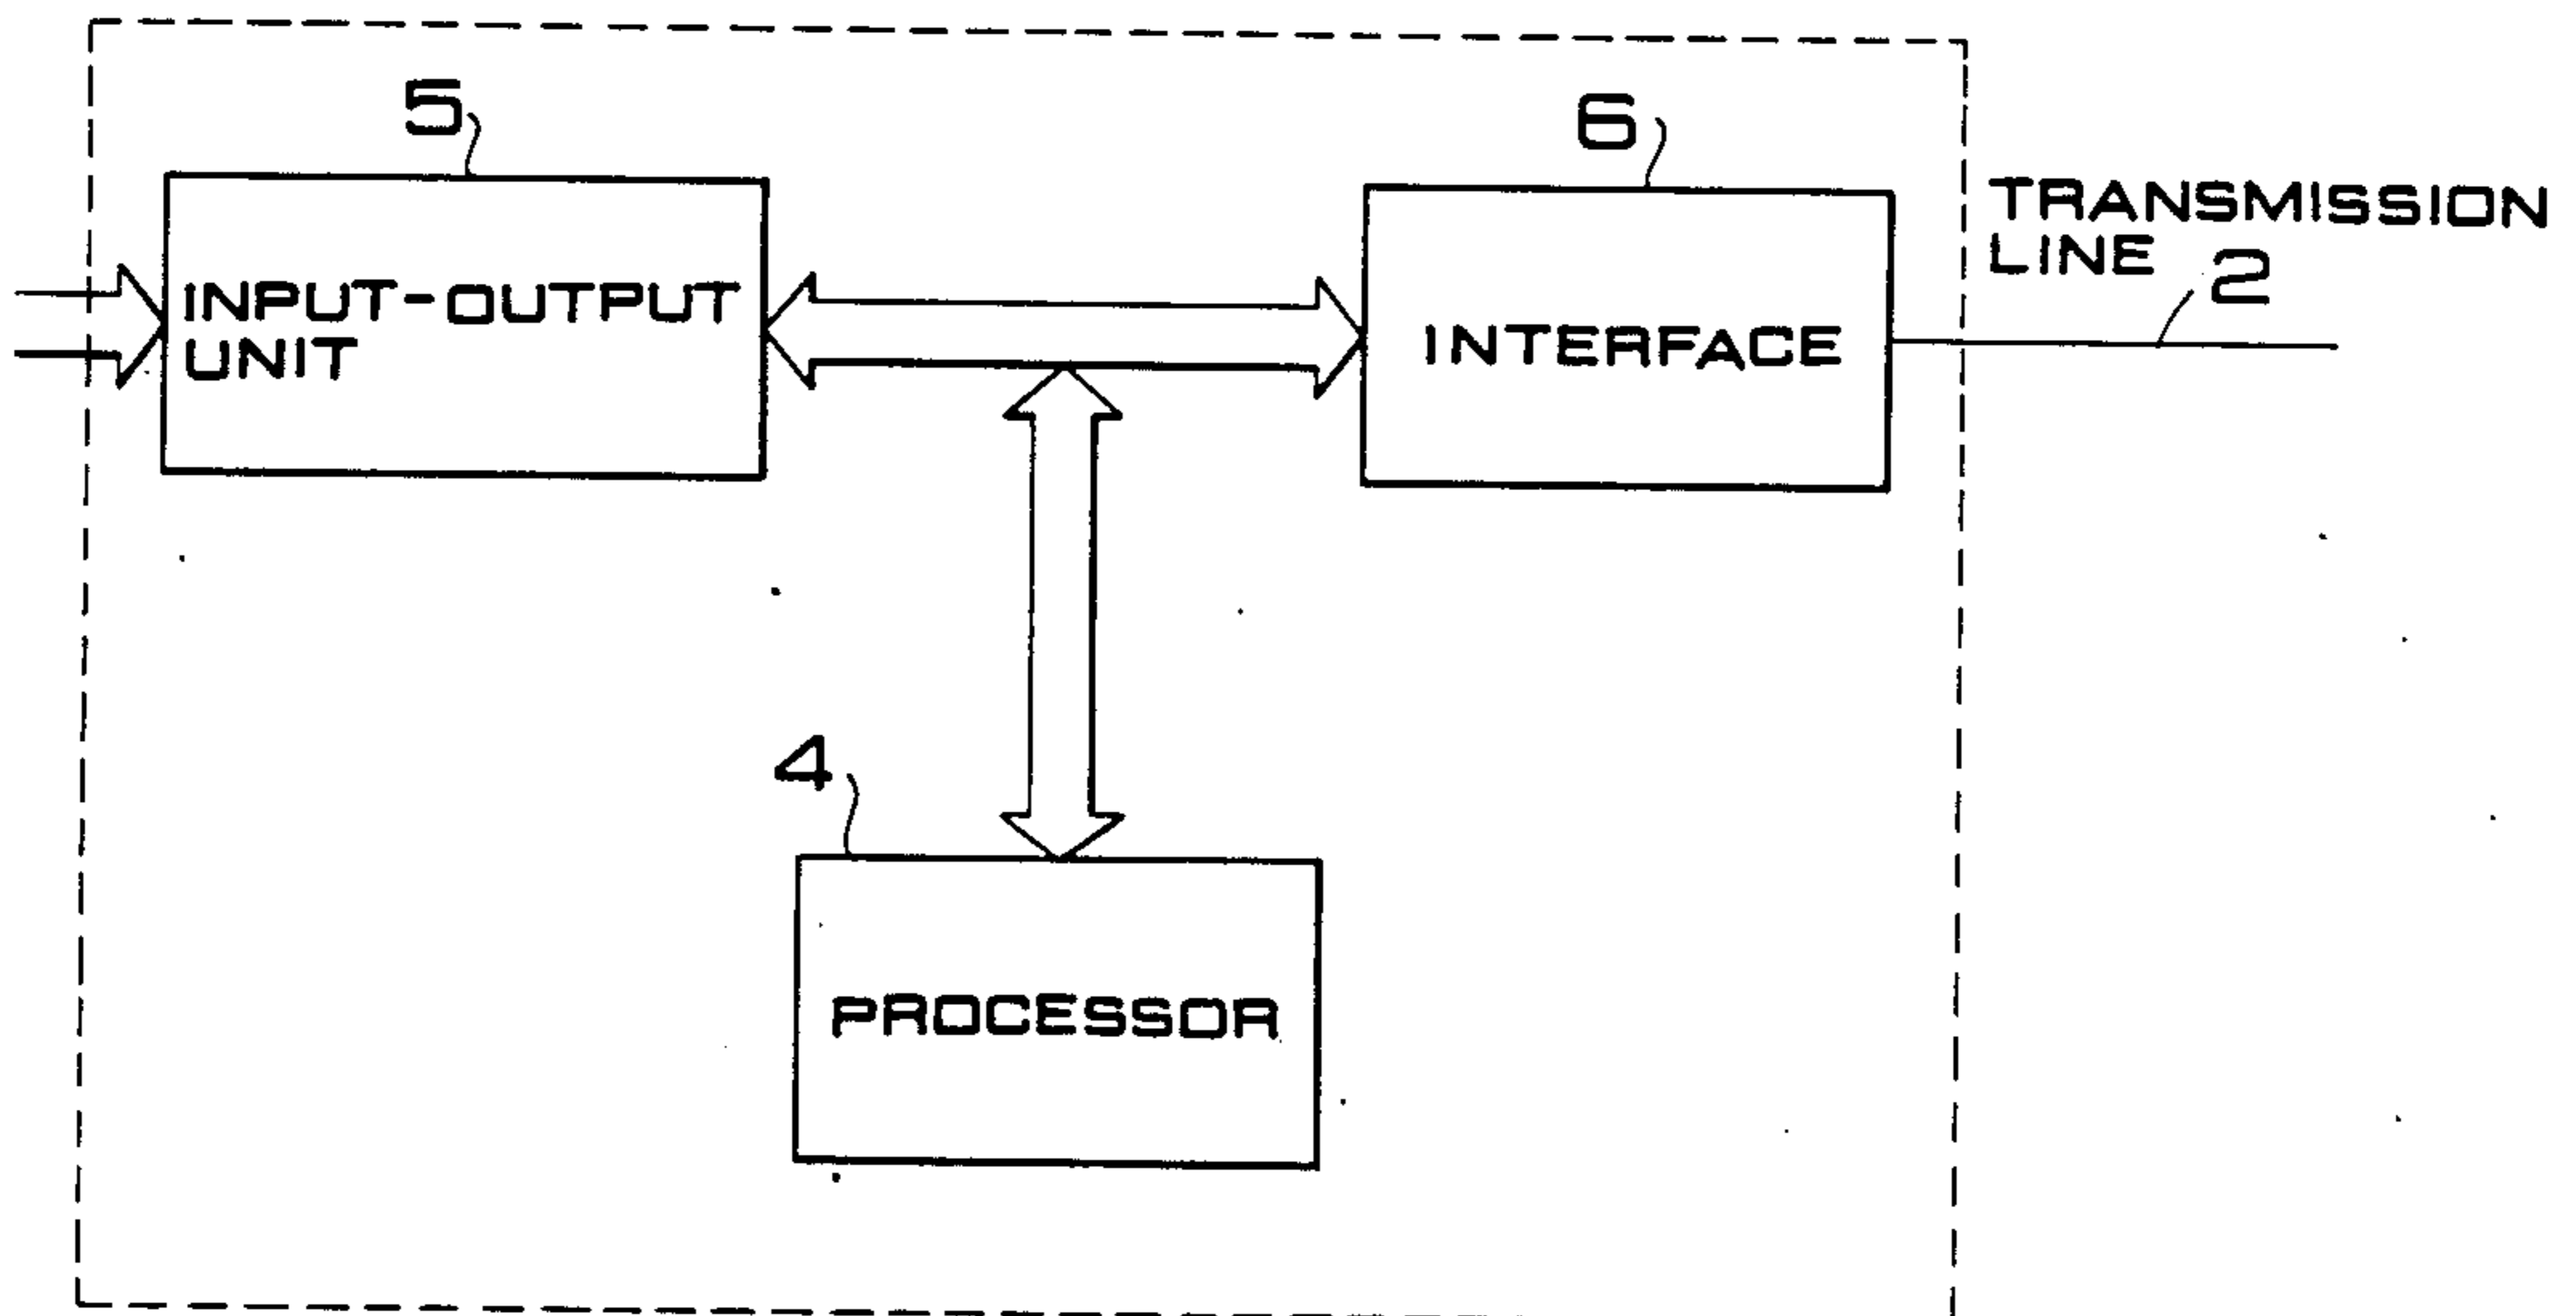 5
6
TRANSMISSION
LINE
2
INPUT-OUTPUT
UNIT
INTERFACE
4
PROCESSOR